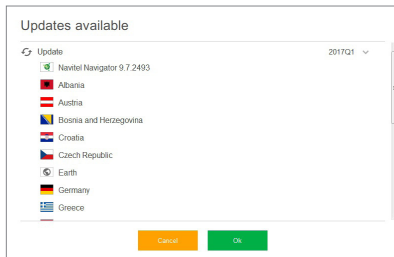 Updates available
Update 2017Q1
Navitel Navigator 9.7.2493
Albania
Austria
Bosnia and Herzegovina
Croatia
Czech Republic
Earth
Germany
Greece
Cancel Ok